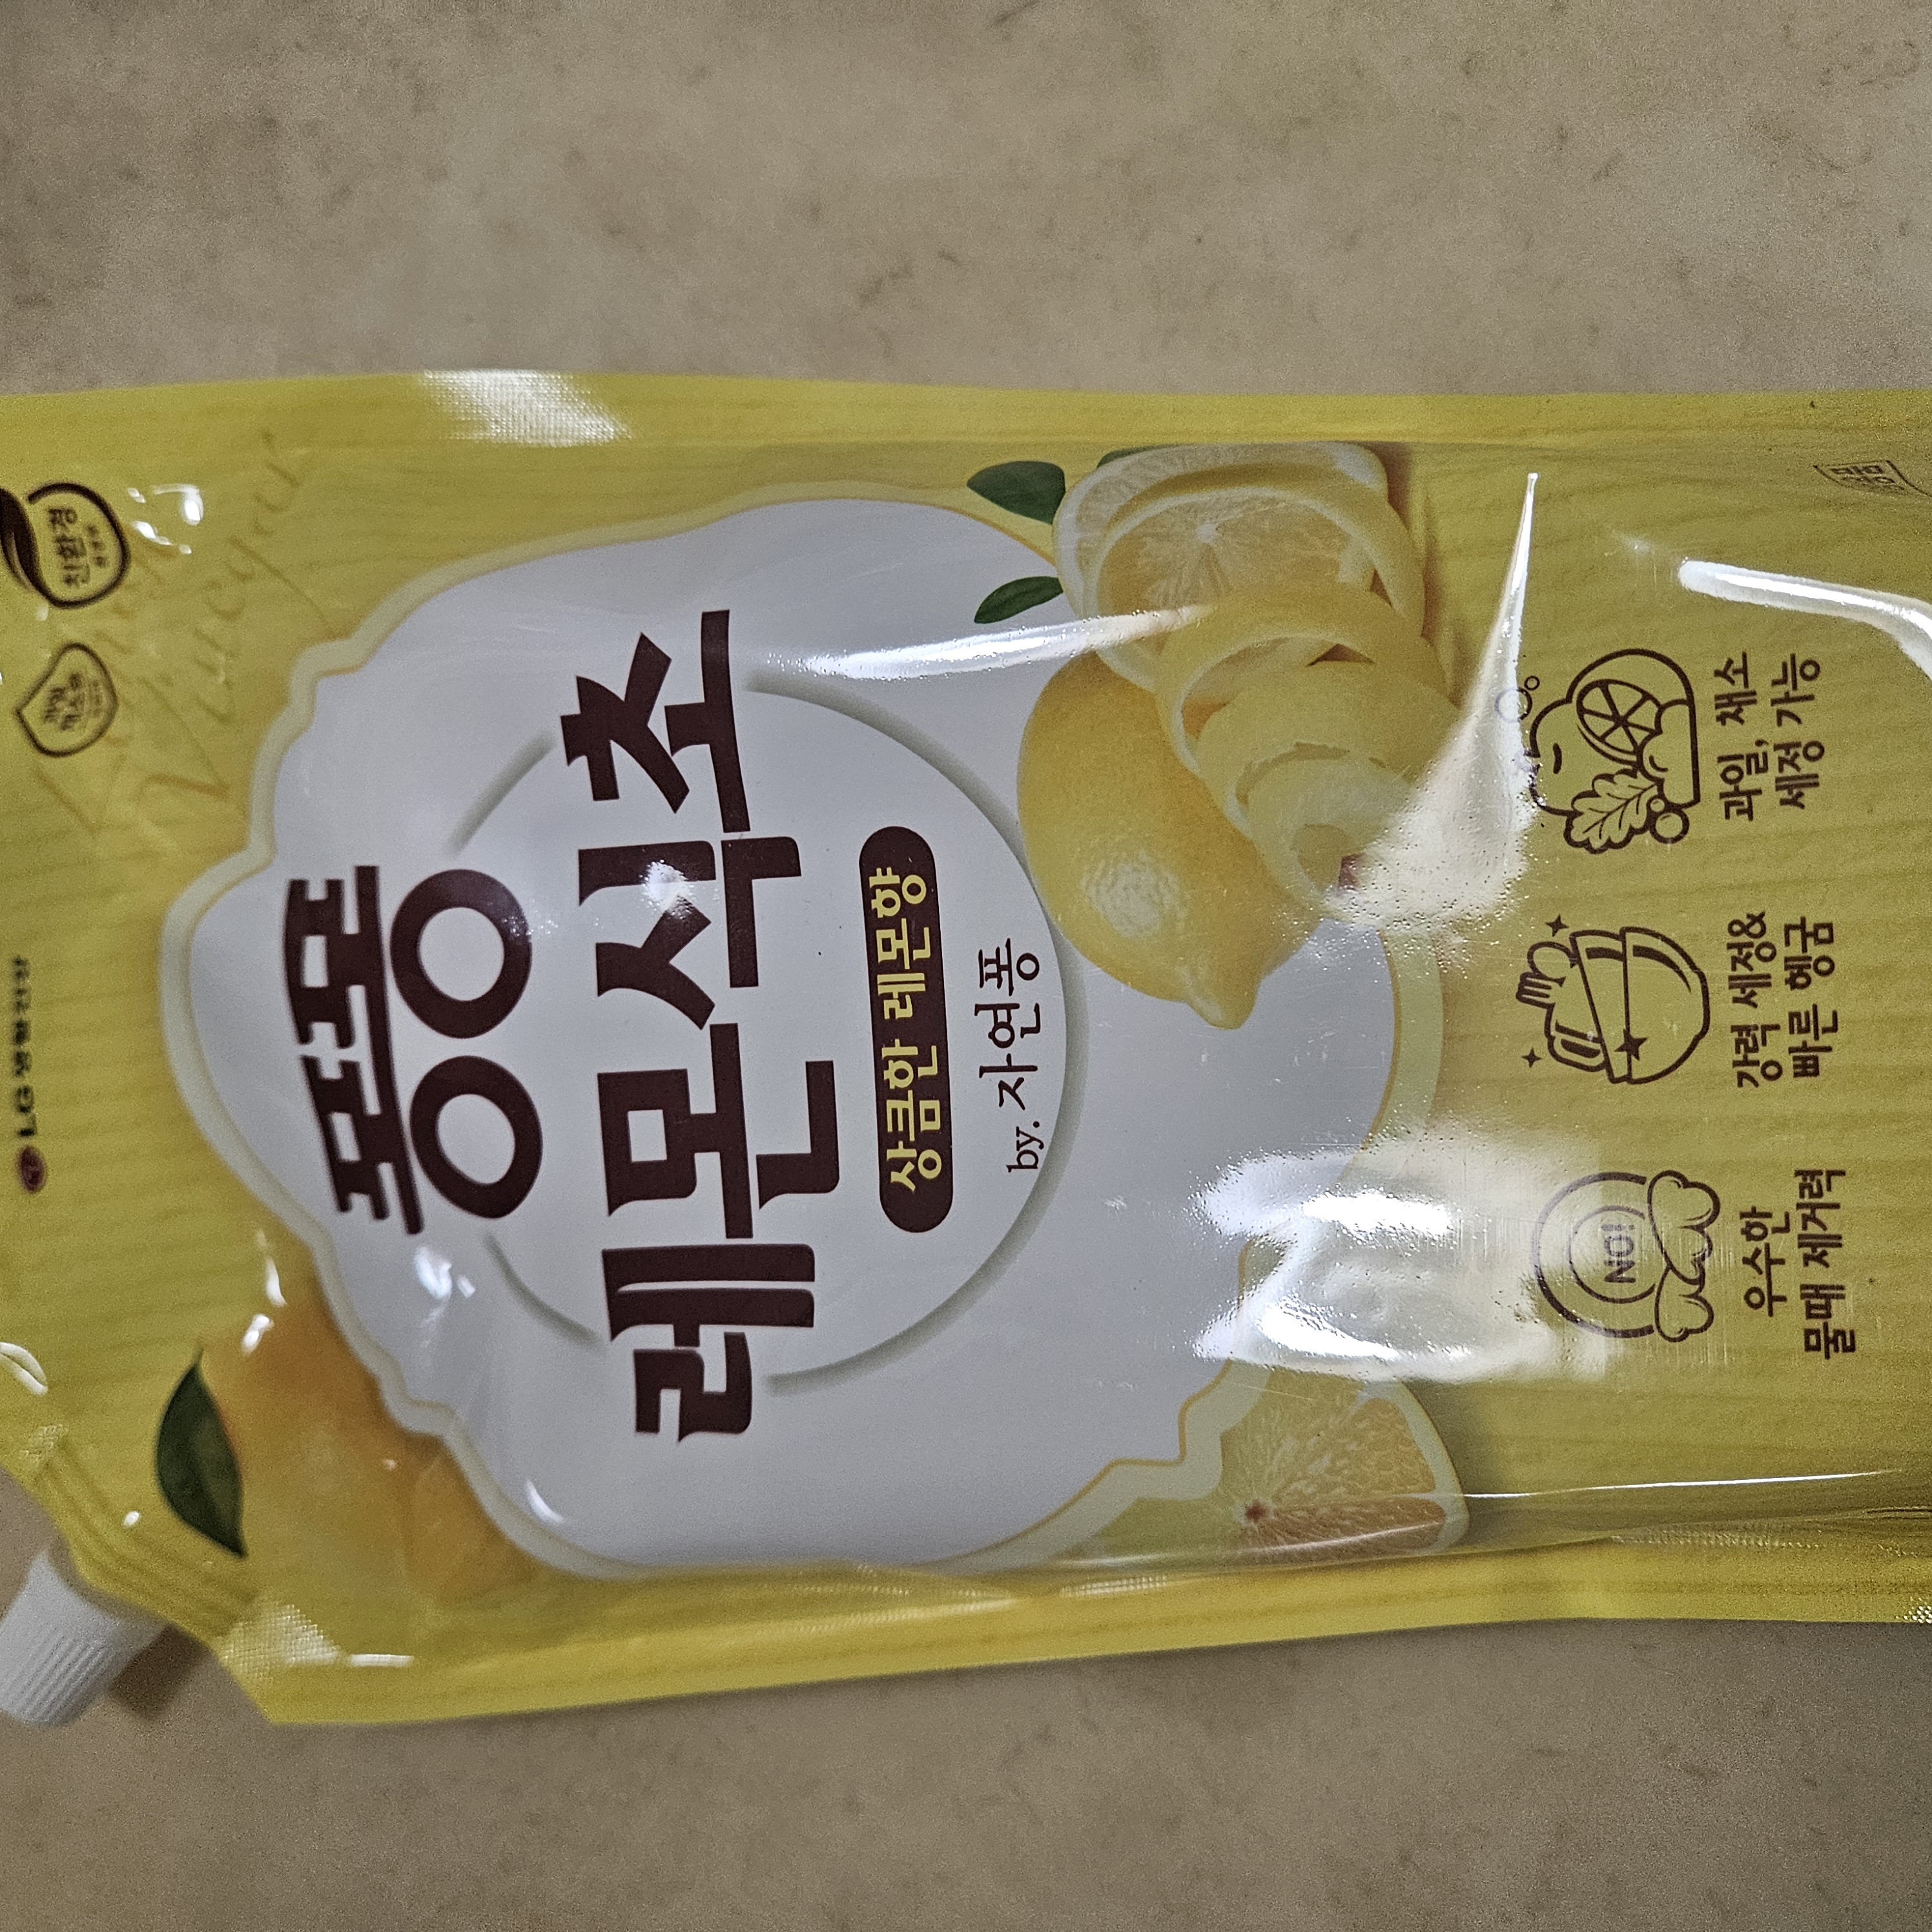 LG 생활건강
친환경
Vinegar
퐁퐁
레몬식초
상큼한 레몬향
by. 자연퐁
NO!
우수한
물때 제거력
강력 세정&
빠른 헹굼
과일, 채소
세정 가능